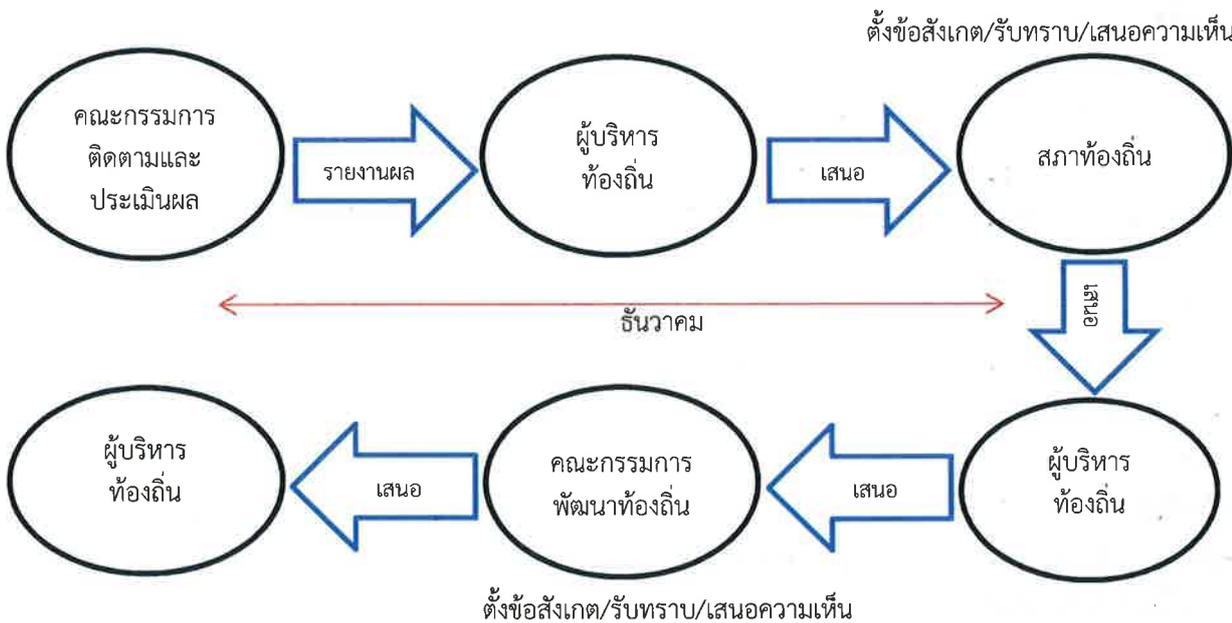 ตั้งข้อสังเกต/รับทราบ/เสนอความเห็น
คณะกรรมการ
ติดตามและ
ประเมินผล
รายงานผล
ผู้บริหาร
ท้องถิ่น
เสนอ
สภาท้องถิ่น
เสนอ
ธันวาคม
ผู้บริหาร
ท้องถิ่น
เสนอ
คณะกรรมการ
พัฒนาท้องถิ่น
เสนอ
ผู้บริหาร
ท้องถิ่น
ตั้งข้อสังเกต/รับทราบ/เสนอความเห็น